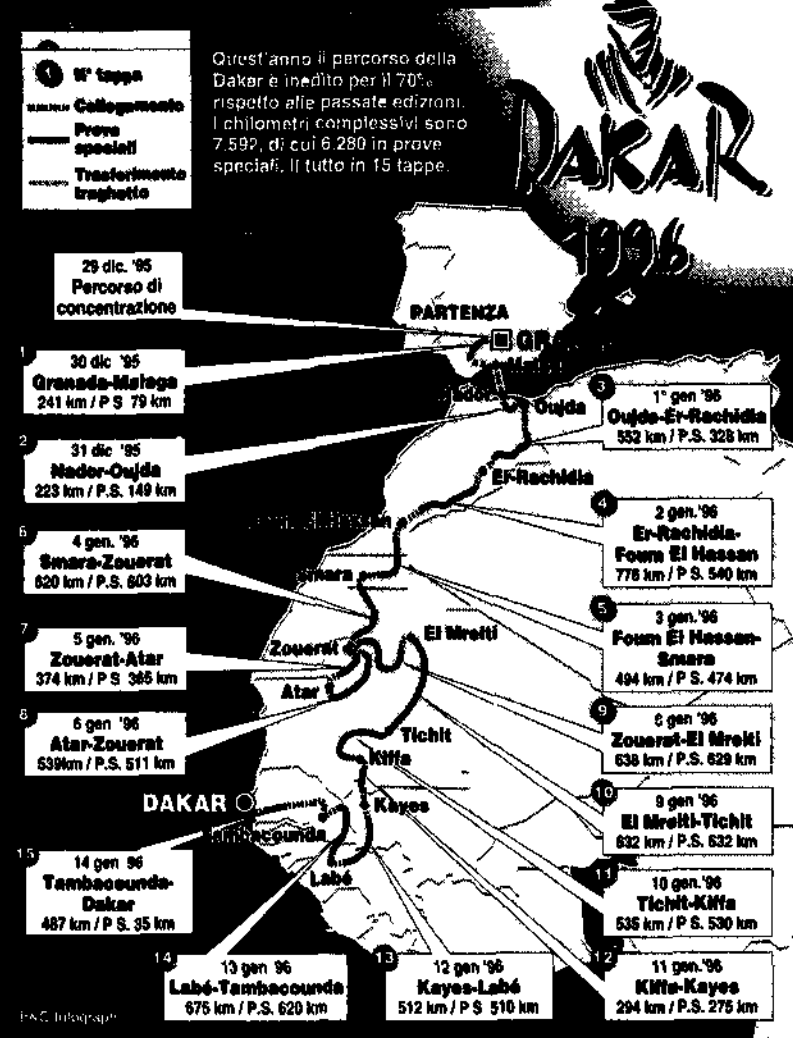 DAKAR
1996
1 N° tappa
Collegamento
Prove
speciali
Trasferimento
traghetto
Quest'anno il percorso della
Dakar è inedito per il 70%
rispetto alle passate edizioni.
I chilometri complessivi sono
7.592, di cui 6.280 in prove
speciali. Il tutto in 15 tappe.
29 dic. '95
Percorso di
concentrazione
PARTENZA
1
30 dic '95
Granada-Malaga
241 km / P S 79 km
2
31 dic '95
Nador-Oujda
223 km / P.S. 149 km
3
1° gen '96
Oujda-Er-Rachidia
552 km / P.S. 328 km
4
2 gen.'96
Er-Rachidia-
Foum El Hassan
776 km / P S. 540 km
5
3 gen.'96
Foum El Hassan-
Smara
494 km / P.S. 474 km
6
4 gen. '96
Smara-Zouerat
620 km / P.S. 603 km
7
5 gen. '96
Zouerat-Atar
374 km / P S 365 km
8
6 gen '96
Atar-Zouerat
539km / P.S. 511 km
9
8 gen '96
Zouerat-El Mreiti
638 km / P.S. 629 km
10
9 gen '96
El Mreiti-Tichit
632 km / P.S. 632 km
11
10 gen.'96
Tichit-Kiffa
535 km / P.S. 530 km
12
11 gen.'96
Kiffa-Kayes
294 km / P.S. 275 km
13
12 gen '96
Kayes-Labé
512 km / P S 510 km
14
13 gen 96
Labé-Tambacounda
675 km / P.S. 620 km
15
14 gen 96
Tambacounda-
Dakar
487 km / P S. 35 km
Nador
Oujda
El-Rachidia
Smara
Zouerat
El Mreiti
Atar
Tichit
Kiffa
DAKAR
Kayes
Tambacounda
Labé